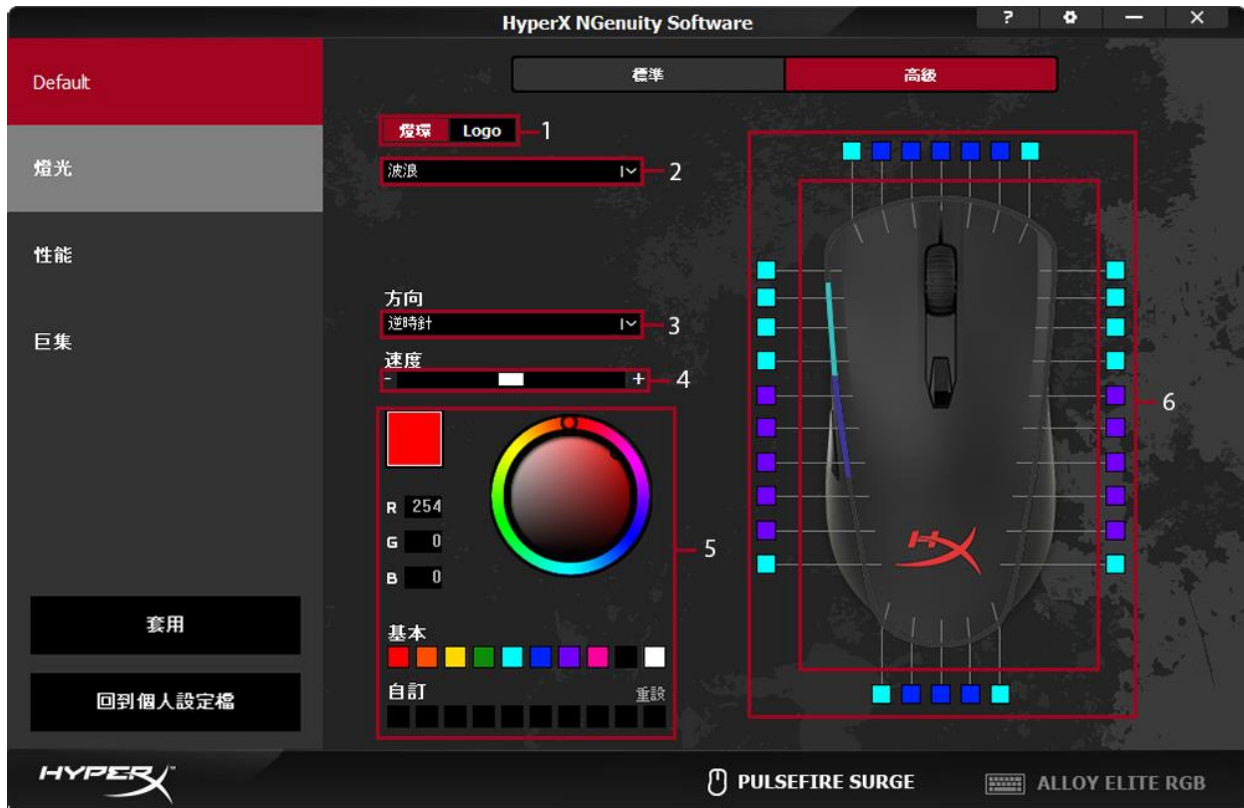 HyperX NGenuity Software
? — ×
Default
燈光
性能
巨集
套用
回到個人設定檔
標準 高級
燈環 Logo 1
波浪 2
方向
逆時針 3
速度
- + 4
R 254
G 0
B 0
5
基本
自訂 重設
6
HX
HYPERX™
PULSEFIRE SURGE
ALLOY ELITE RGB